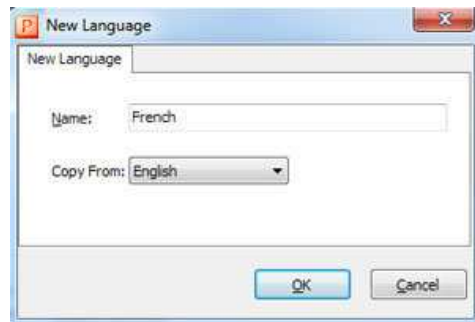 P New Language
New Language
Name: French
Copy From: English
OK Cancel